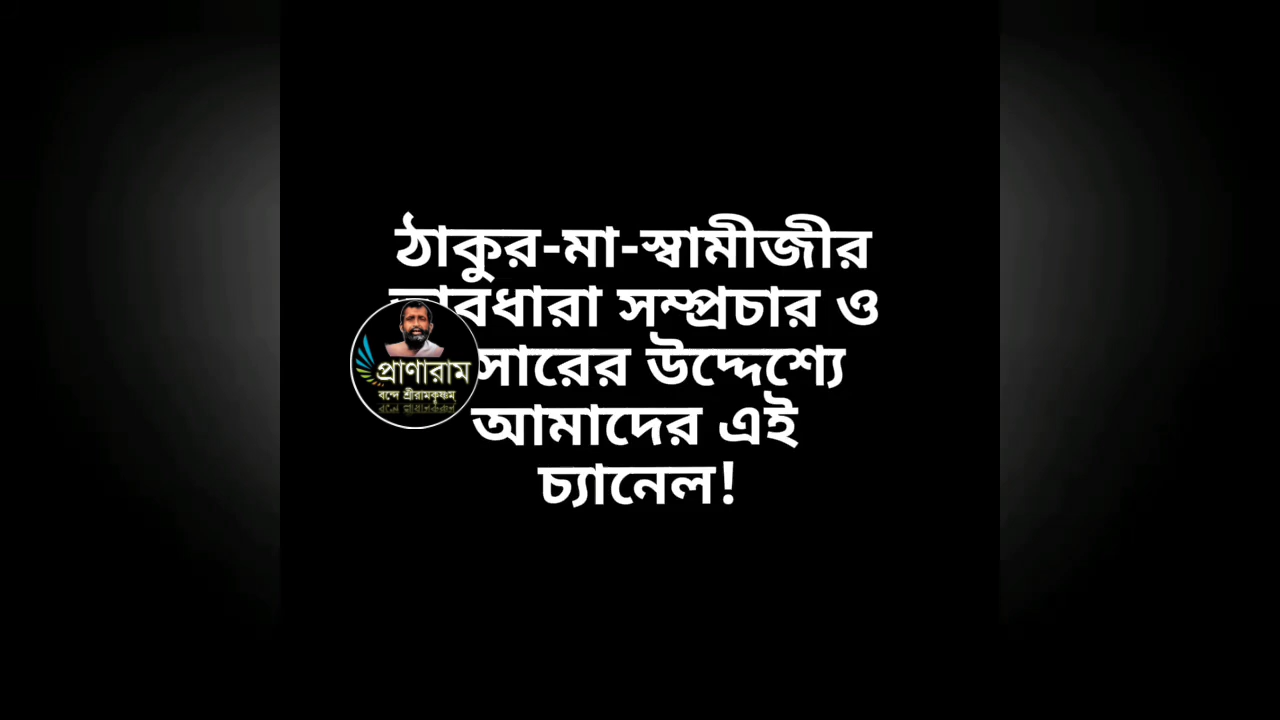 ঠাকুর-মা-স্বামীজীর
সম্প্রচার ও
উদ্দেশ্যে
আমাদের এই
চ্যানেল!
প্রাণারাম
বন্দে শ্রীরামকৃষ্ণম্